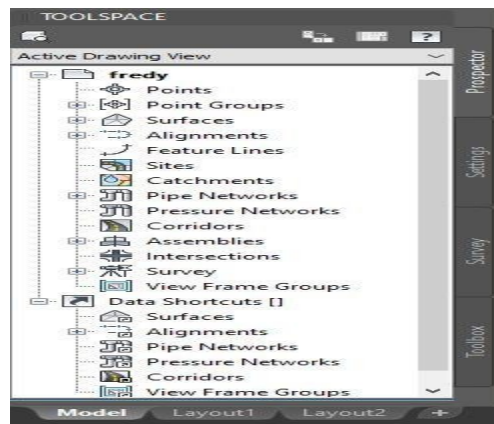 TOOLSPACE
?
Active Drawing View
fredy
Points
Point Groups
Surfaces
Alignments
Feature Lines
Sites
Catchments
Pipe Networks
Pressure Networks
Corridors
Assemblies
Intersections
Survey
View Frame Groups
Data Shortcuts []
Surfaces
Alignments
Pipe Networks
Pressure Networks
Corridors
View Frame Groups
Prospector
Settings
Survey
Toolbox
Model Layout1 Layout2 +